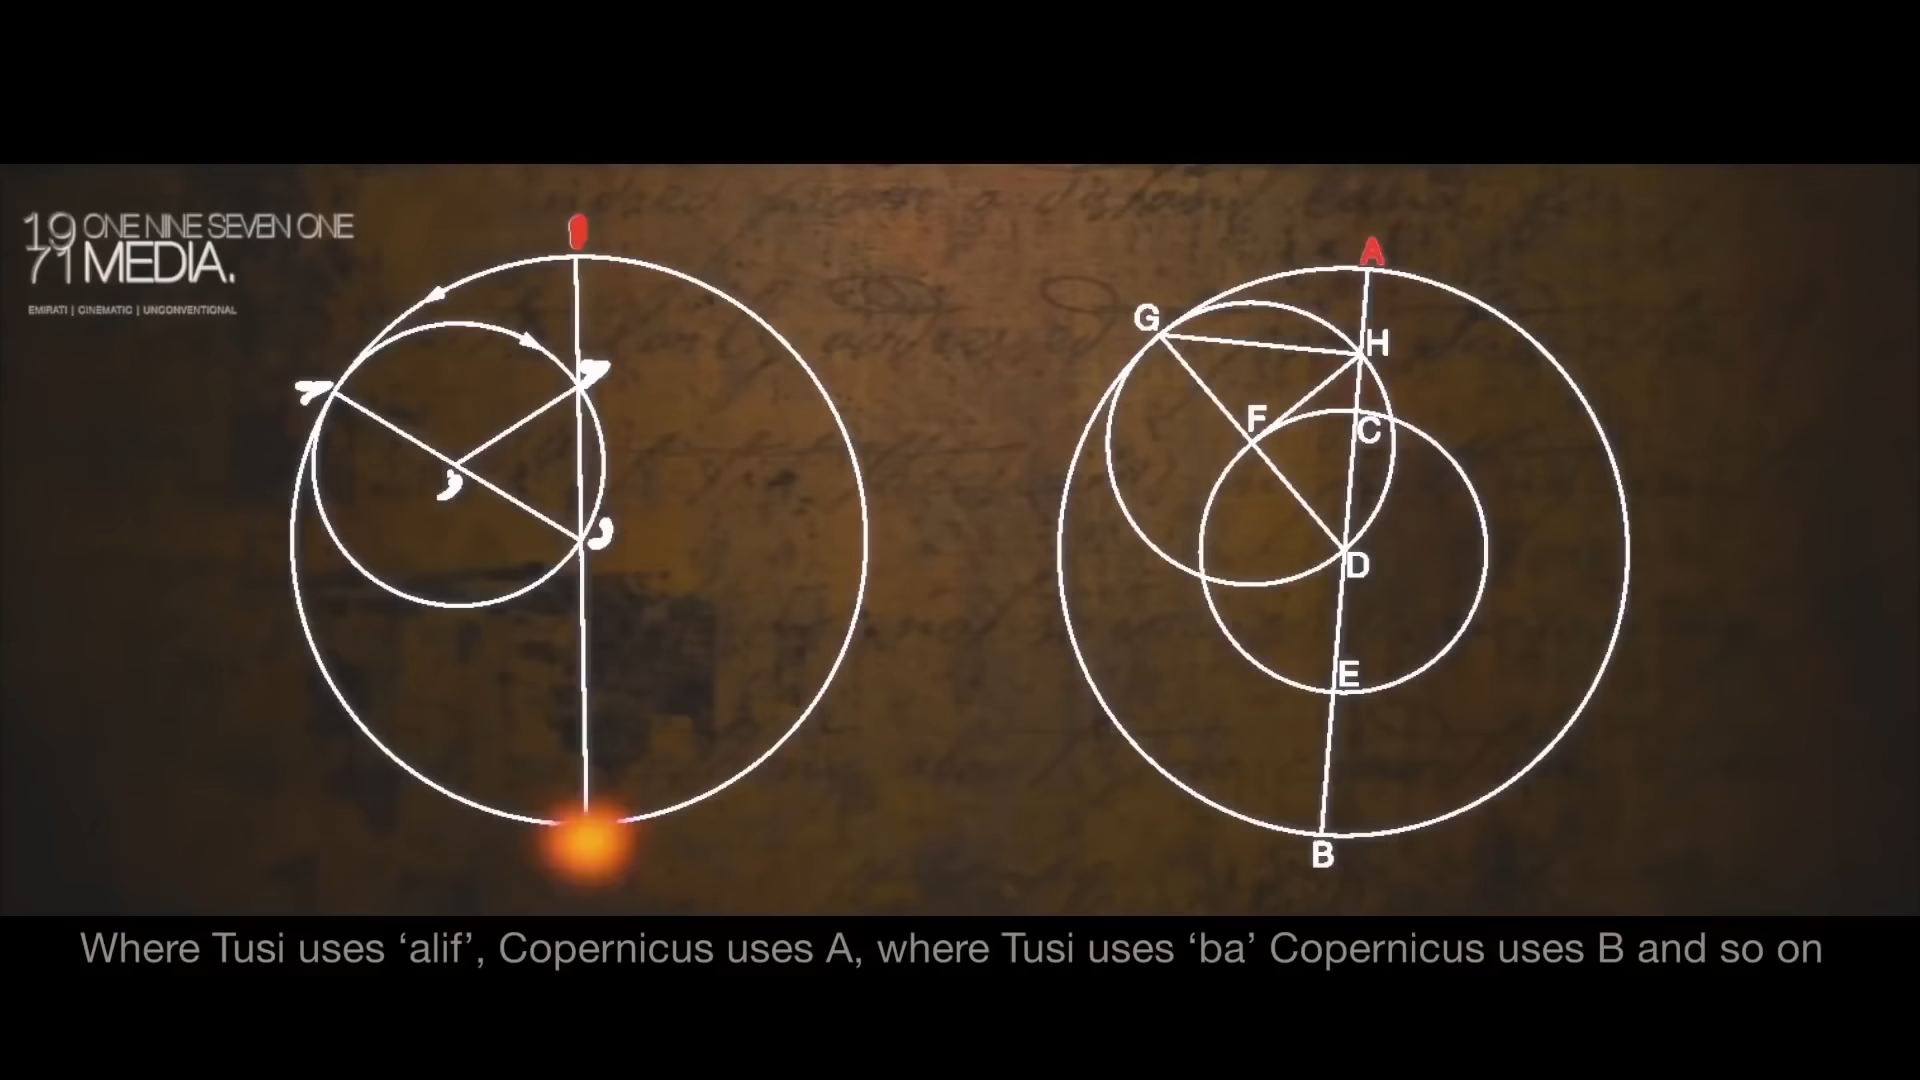 19 ONE NINE SEVEN ONE
71 MEDIA.
EMIRATI | CINEMATIC | UNCONVENTIONAL
ا
د
و
A
G
H
F
C
D
E
B
Where Tusi uses ‘alif’, Copernicus uses A, where Tusi uses ‘ba’ Copernicus uses B and so on